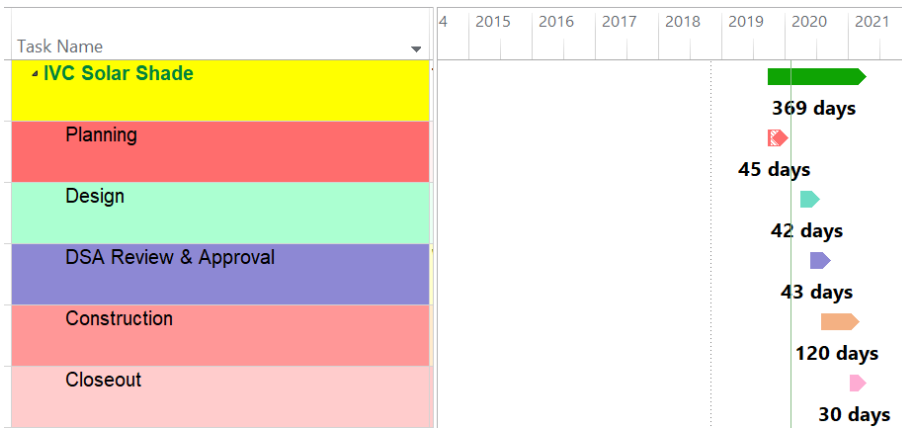 4 2015 2016 2017 2018 2019 2020 2021
Task Name
IVC Solar Shade
369 days
Planning
45 days
Design
42 days
DSA Review & Approval
43 days
Construction
120 days
Closeout
30 days